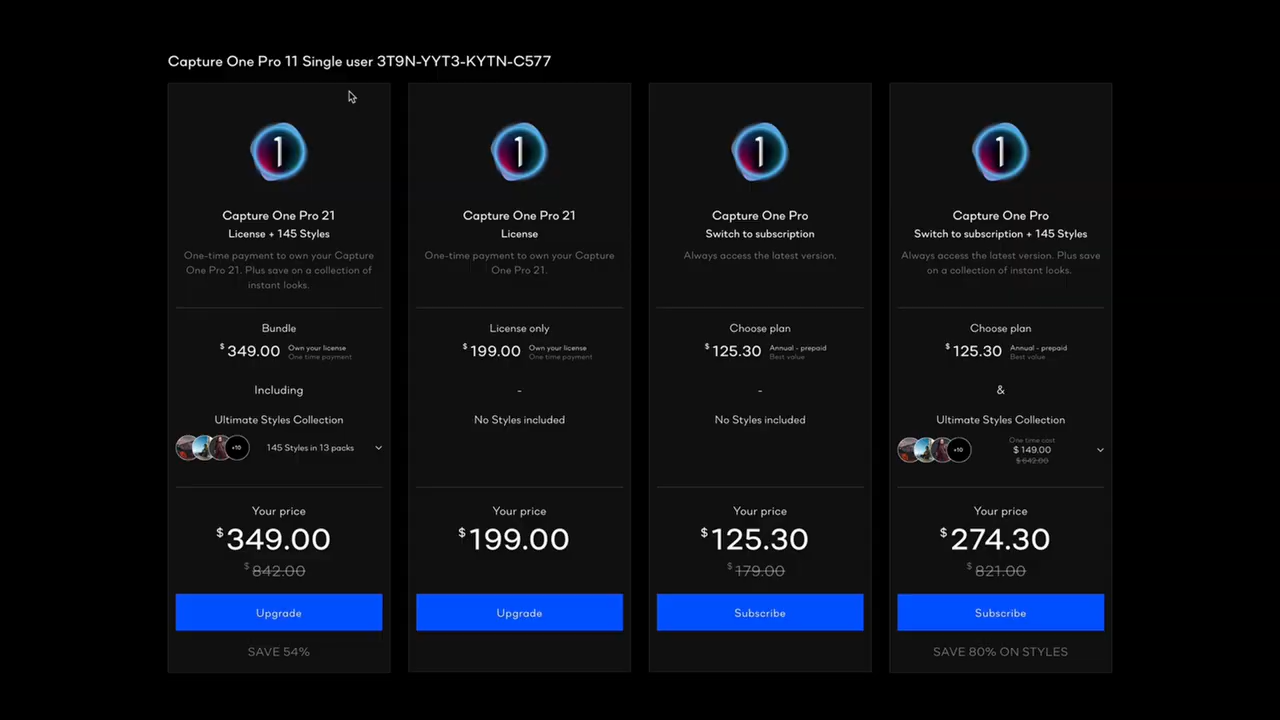 Capture One Pro 11 Single user 3T9N-YYT3-KYTN-C577
1
Capture One Pro 21
License + 145 Styles
One-time payment to own your Capture
One Pro 21. Plus save on a collection of
instant looks.
Bundle
$ 349.00
Own your license
One time payment
Including
Ultimate Styles Collection
+10
145 Styles in 13 packs
Your price
$ 349.00
$ 842.00
Upgrade
SAVE 54%
1
Capture One Pro 21
License
One-time payment to own your Capture
One Pro 21.
License only
$ 199.00
Own your license
One time payment
-
No Styles included
Your price
$ 199.00
Upgrade
1
Capture One Pro
Switch to subscription
Always access the latest version.
Choose plan
$ 125.30
Annual - prepaid
Best value
-
No Styles included
Your price
$ 125.30
$ 179.00
Subscribe
1
Capture One Pro
Switch to subscription + 145 Styles
Always access the latest version. Plus save
on a collection of instant looks.
Choose plan
$ 125.30
Annual - prepaid
Best value
&
Ultimate Styles Collection
+10
One time cost
$ 149.00
$ 642.00
Your price
$ 274.30
$ 821.00
Subscribe
SAVE 80% ON STYLES